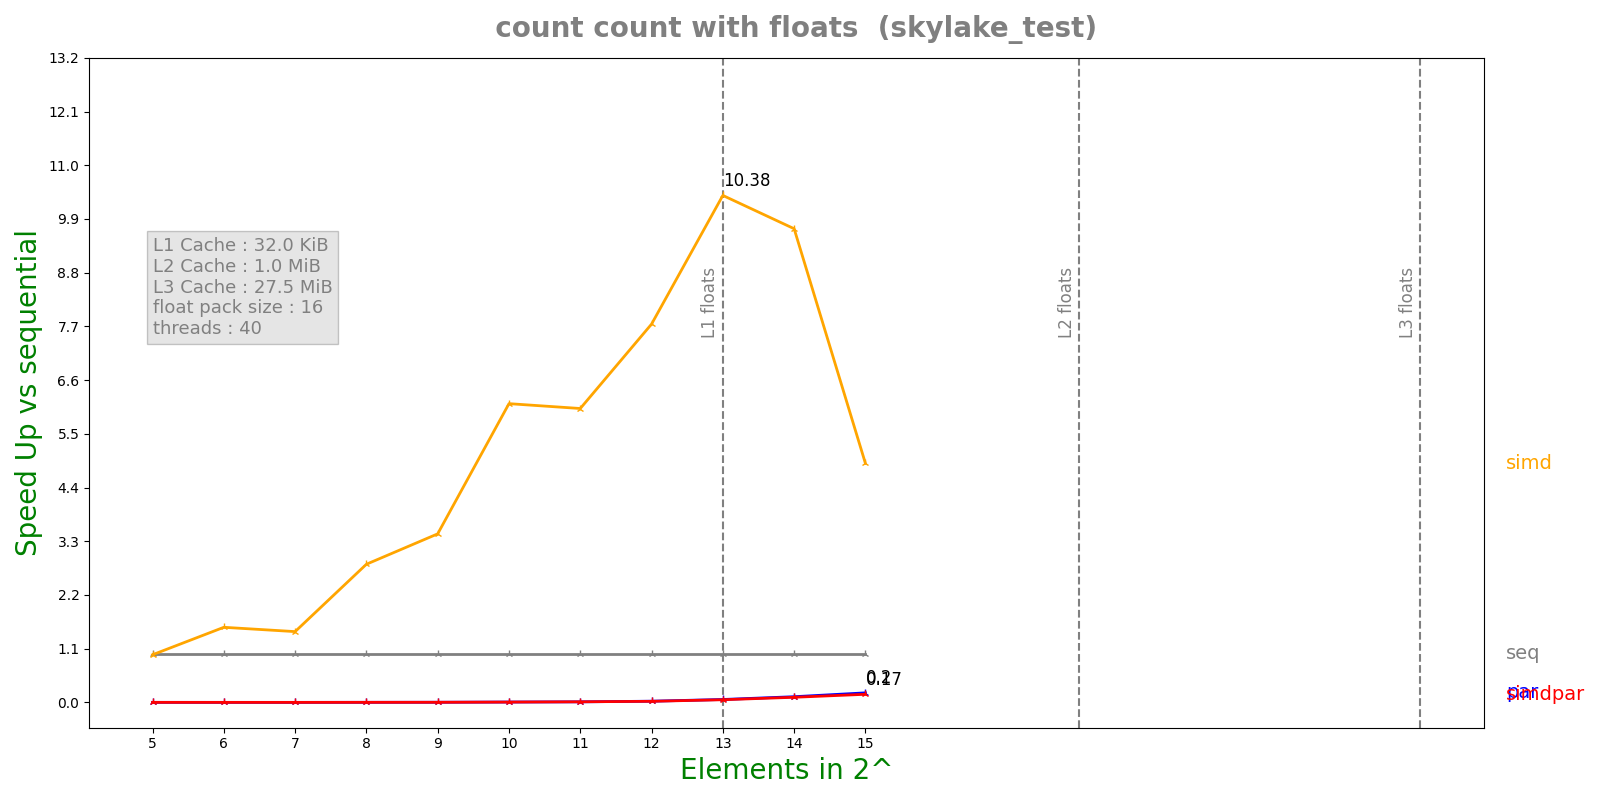 count count with floats (skylake_test)
Speed Up vs sequential
13.2
12.1
11.0
9.9
8.8
7.7
6.6
5.5
4.4
3.3
2.2
1.1
0.0
L1 Cache : 32.0 KiB
L2 Cache : 1.0 MiB
L3 Cache : 27.5 MiB
float pack size : 16
threads : 40
10.38
L1 floats
L2 floats
L3 floats
0.2
0.17
simd
seq
par
simdpar
5 6 7 8 9 10 11 12 13 14 15
Elements in 2^